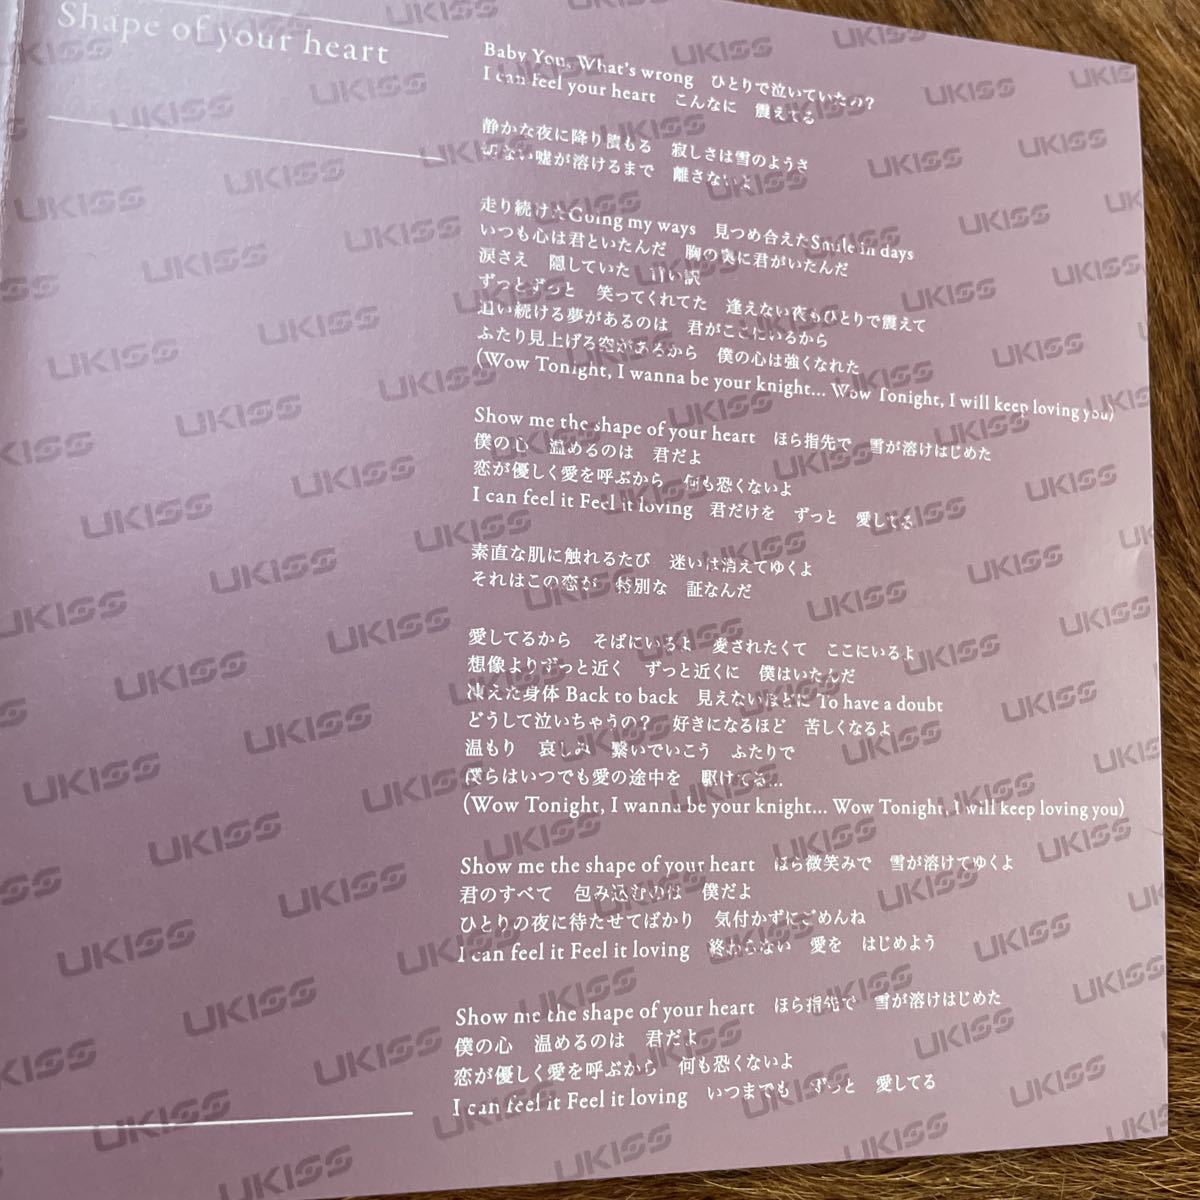 Shape of your heart
Baby You, What's wrong　ひとりで泣いていたの?
I can feel your heart　こんなに　震えてる
静かな夜に降り積もる　寂しさは雪のようさ
切ない嘘が溶けるまで　離さないよ
走り続けたGoing my ways　見つめ合えたSmile in days
いつも心は君といたんだ　胸の奥に君がいたんだ
涙さえ　隠していた　言い訳
ずっとずっと　笑ってくれてた　逢えない夜もひとりで震えて
追い続ける夢があるのは　君がここにいるから
ふたり見上げる空があるから　僕の心は強くなれた
(Wow Tonight, I wanna be your knight... Wow Tonight, I will keep loving you)
Show me the shape of your heart　ほら指先で　雪が溶けはじめた
僕の心　温めるのは　君だよ
恋が優しく愛を呼ぶから　何も恐くないよ
I can feel it Feel it loving　君だけを　ずっと　愛してる
素直な肌に触れるたび　迷いは消えてゆくよ
それはこの恋が　特別な　証なんだ
愛してるから　そばにいるよ　愛されたくて　ここにいるよ
想像よりずっと近く　ずっと近くに　僕はいたんだ
凍えた身体 Back to back　見えないほどに To have a doubt
どうして泣いちゃうの?　好きになるほど　苦しくなるよ
温もり　哀しみ　繋いでいこう　ふたりで
僕らはいつでも愛の途中を　駆けてる...
(Wow Tonight, I wanna be your knight... Wow Tonight, I will keep loving you)
Show me the shape of your heart　ほら微笑みで　雪が溶けてゆくよ
君のすべて　包み込むのは　僕だよ
ひとりの夜に待たせてばかり　気付かずにごめんね
I can feel it Feel it loving　終わらない　愛を　はじめよう
Show me the shape of your heart　ほら指先で　雪が溶けはじめた
僕の心　温めるのは　君だよ
恋が優しく愛を呼ぶから　何も恐くないよ
I can feel it Feel it loving　いつまでも　ずっと　愛してる
UKISS